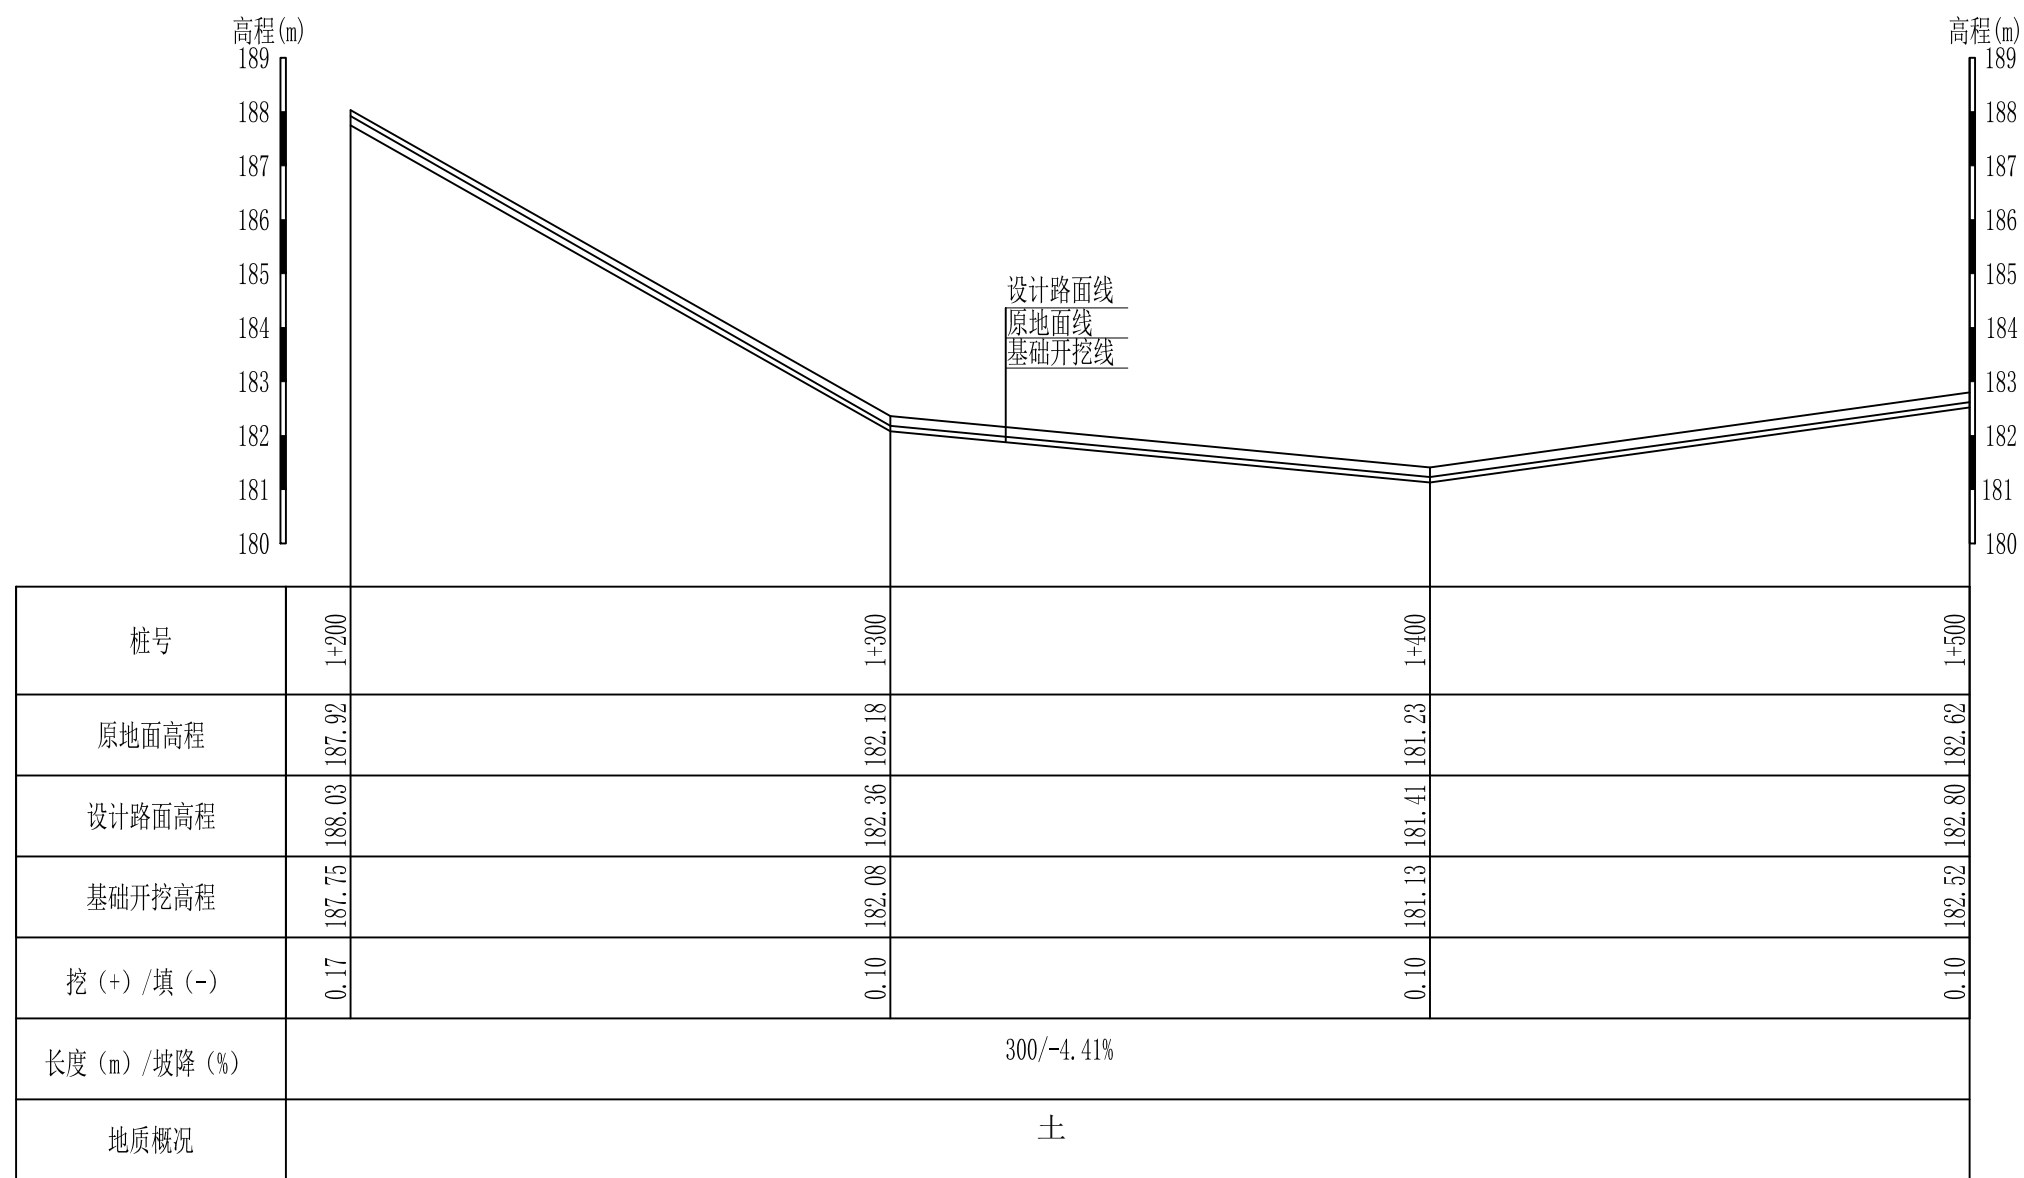 高程(m)
高程(m)
189
189
188
188
187
187
186
186
185
185
184
184
183
183
182
182
181
181
180
180
设计路面线
原地面线
基础开挖线
桩号 1+200 1+300 1+400 1+500
原地面高程 187.92 182.18 181.23 182.62
设计路面高程 188.03 182.36 181.41 182.80
基础开挖高程 187.75 182.08 181.13 182.52
挖（+）/填（-） 0.17 0.10 0.10 0.10
长度（m）/坡降（%） 300/-4.41%
地质概况 土